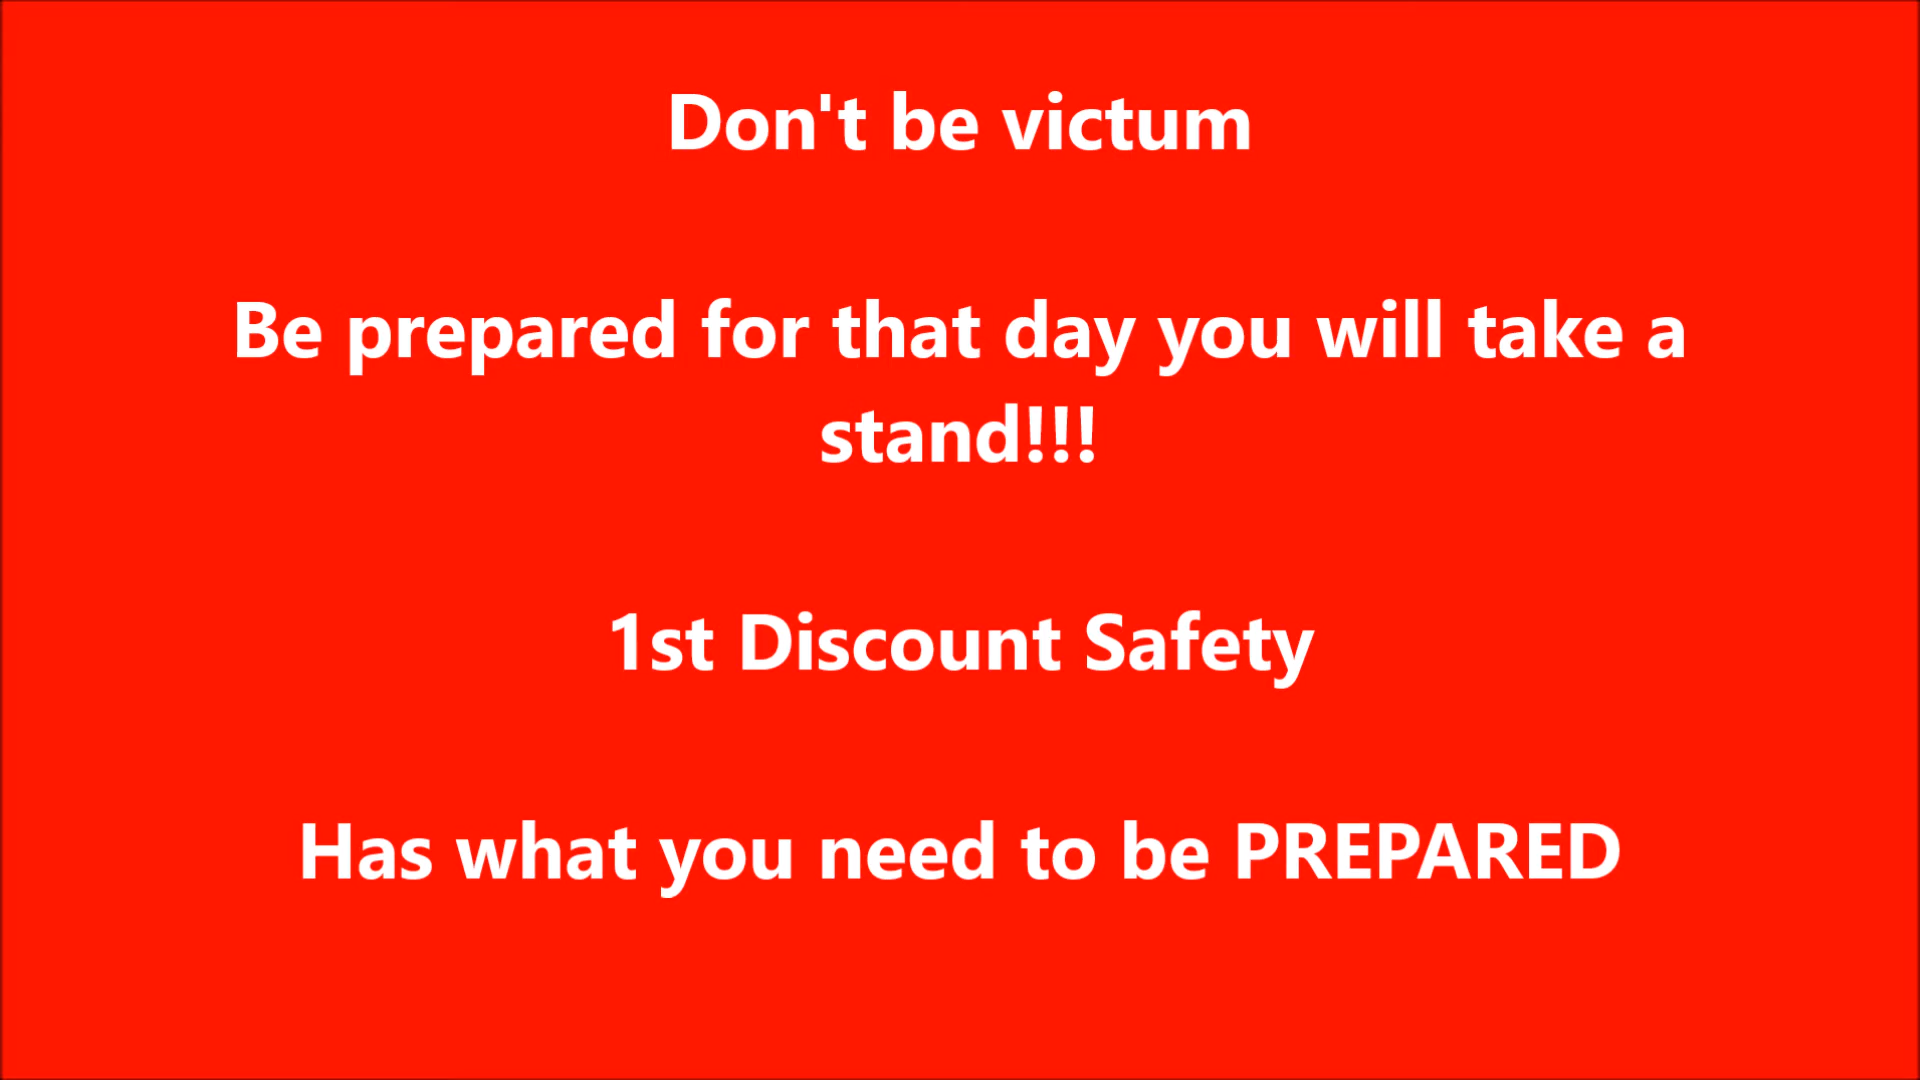 Don't be victum
Be prepared for that day you will take a
stand!!!
1st Discount Safety
Has what you need to be PREPARED